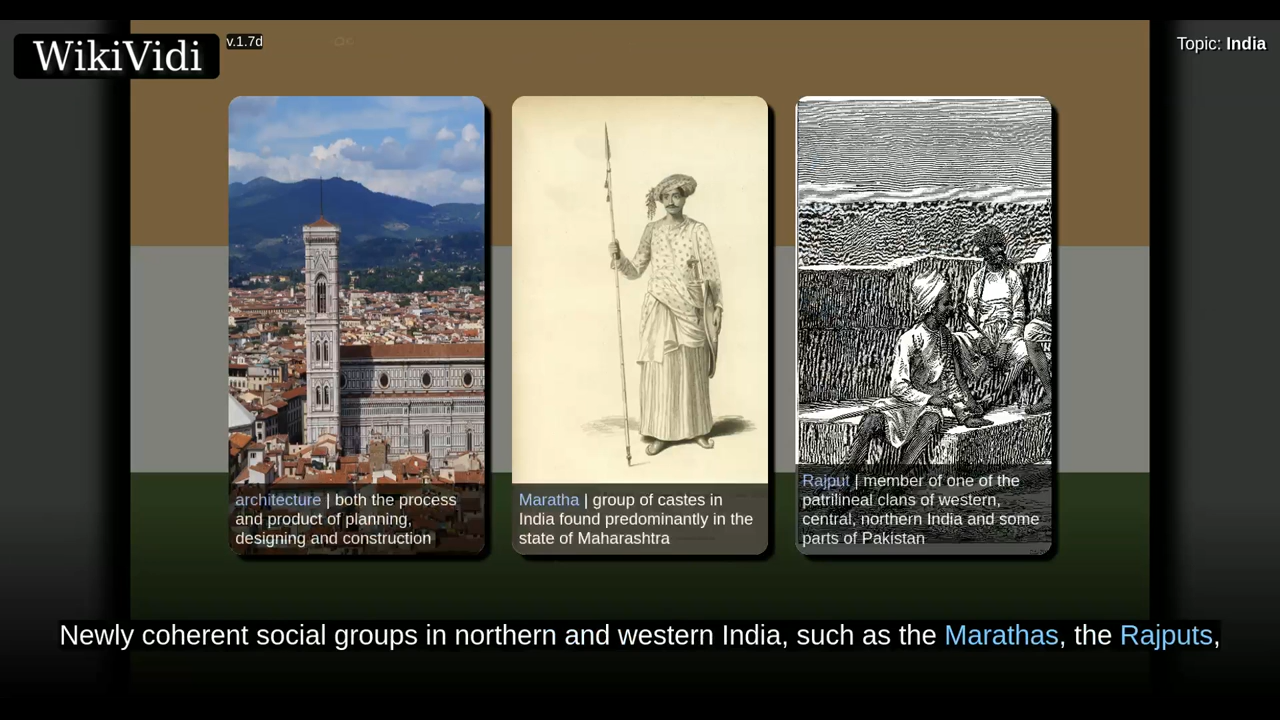 WikiVidi
v.1.7d
Topic: India
architecture | both the process
and product of planning,
designing and construction
Maratha | group of castes in
India found predominantly in the
state of Maharashtra
Rajput | member of one of the
patrilineal clans of western,
central, northern India and some
parts of Pakistan
Newly coherent social groups in northern and western India, such as the Marathas, the Rajputs,